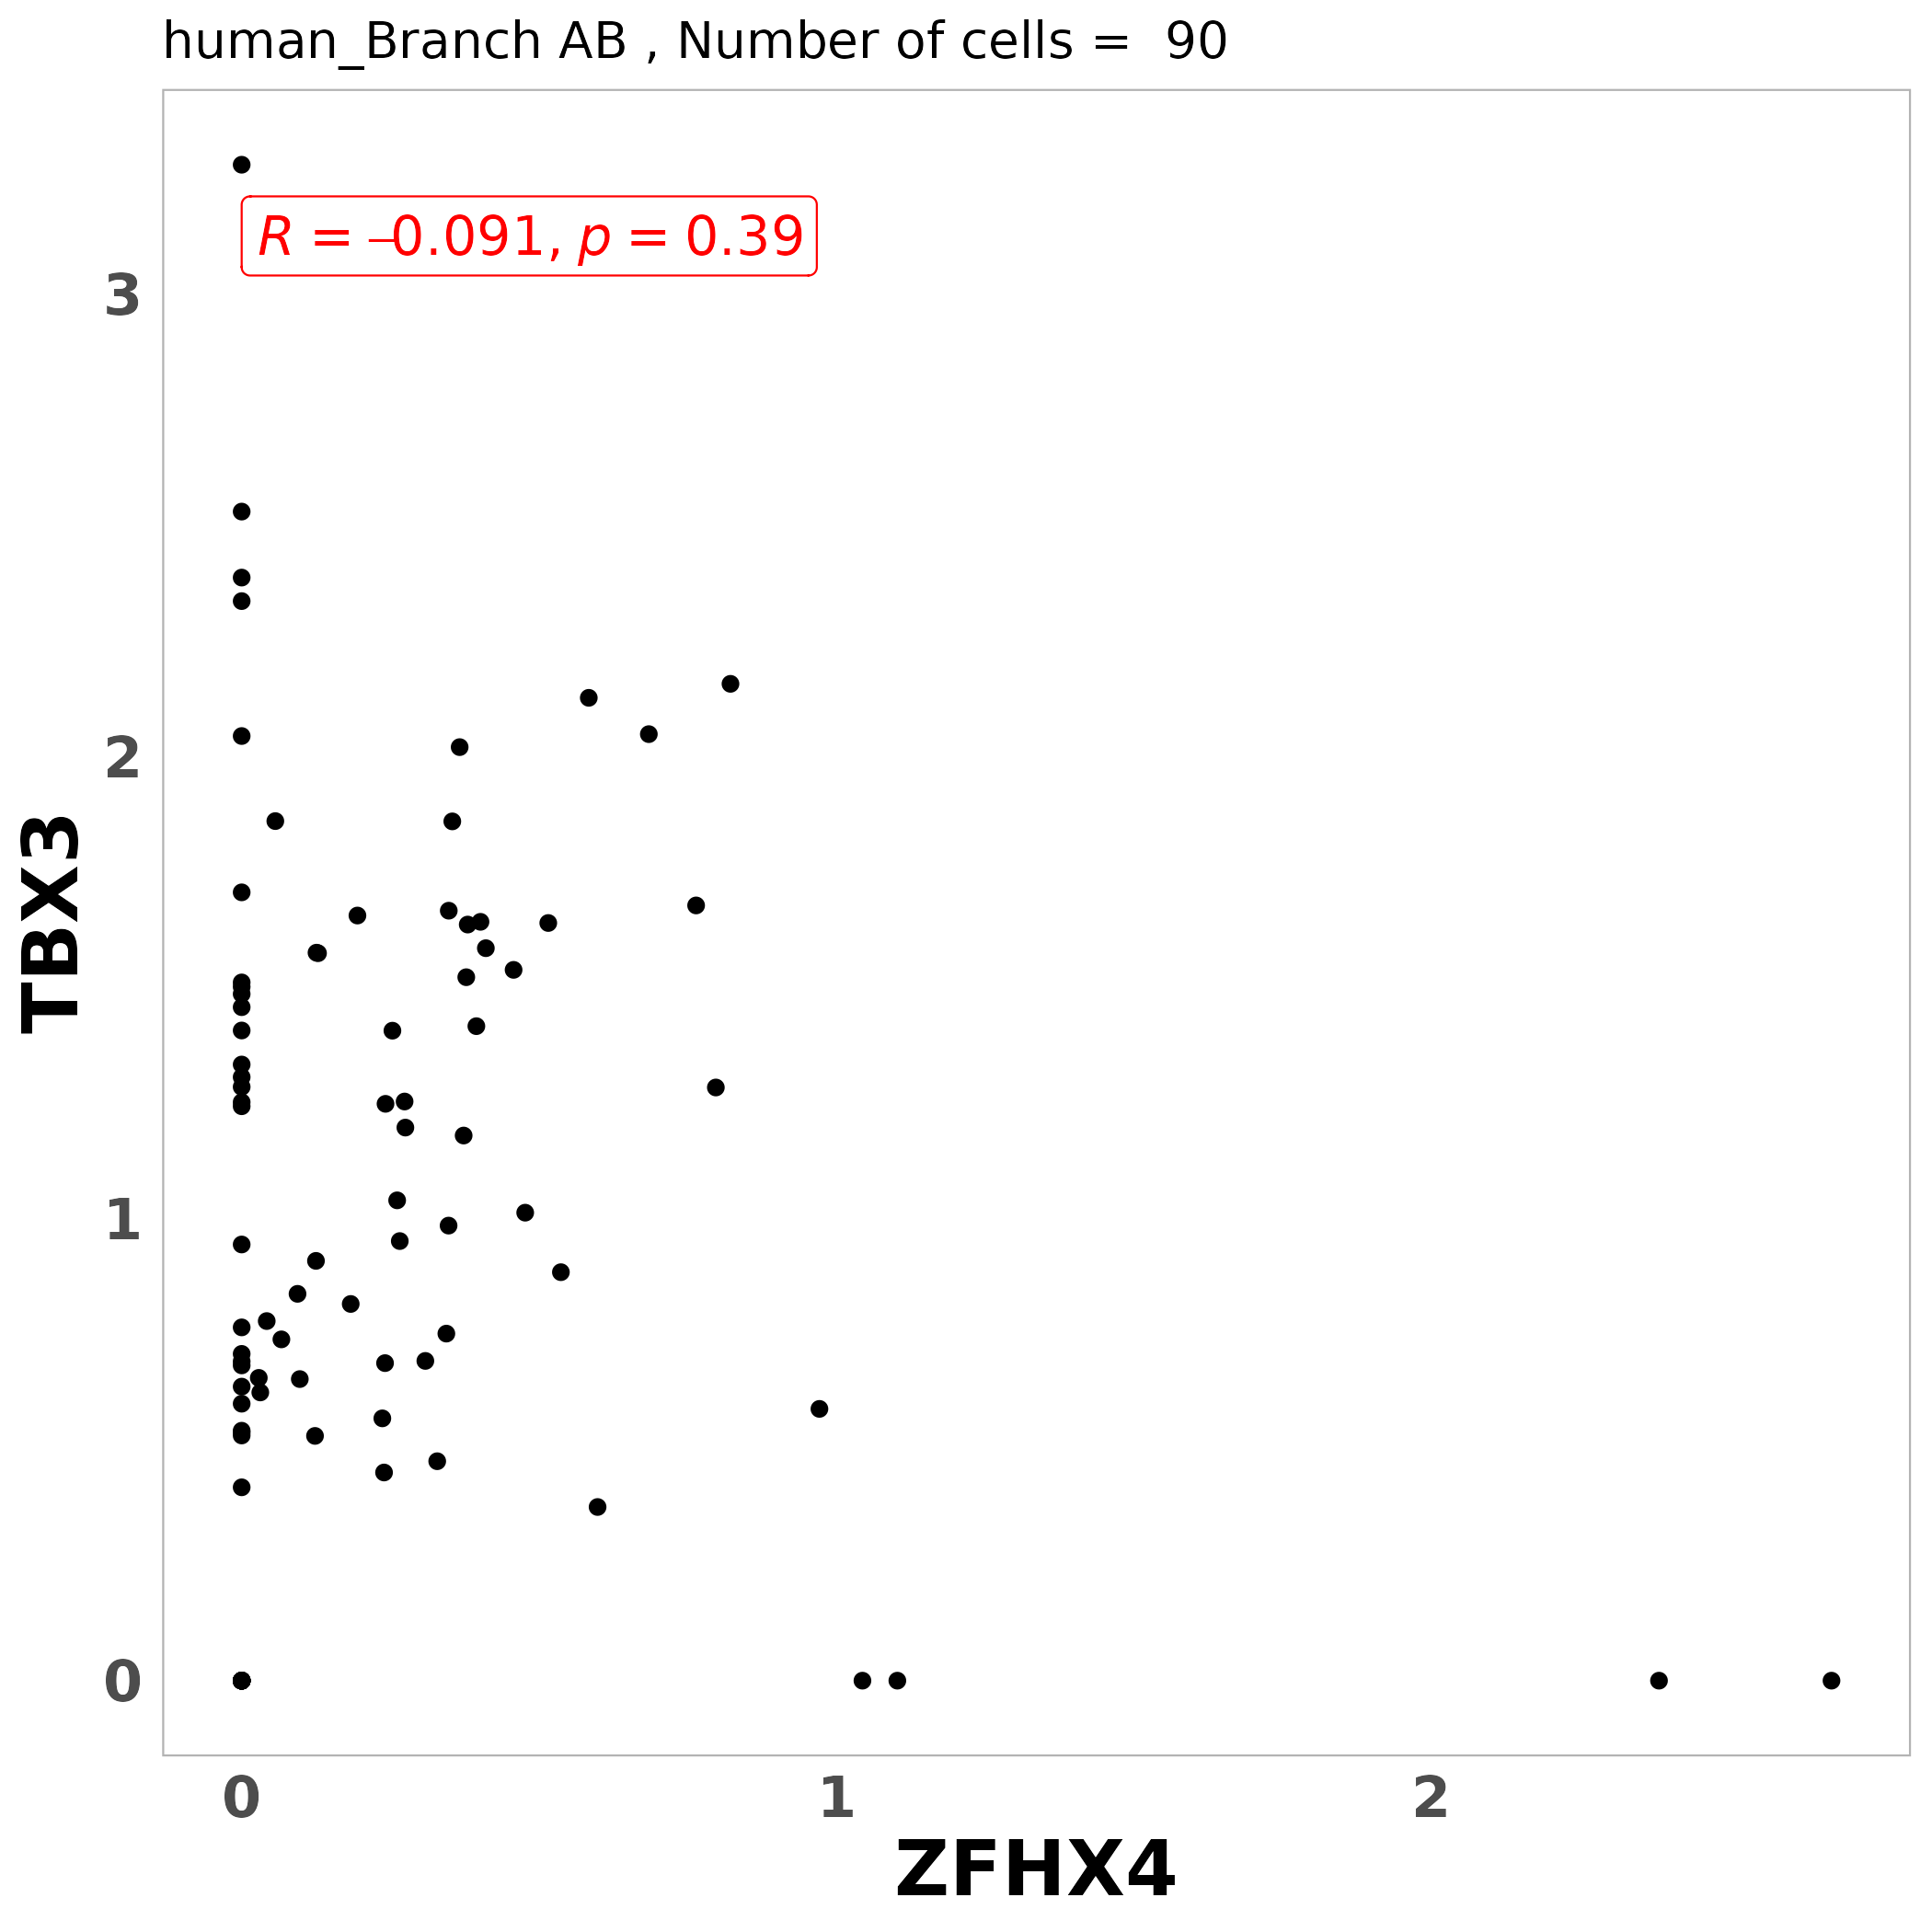 human_Branch AB , Number of cells =  90
R = –0.091, p = 0.39
3
2
1
0
TBX3
0 1 2
ZFHX4